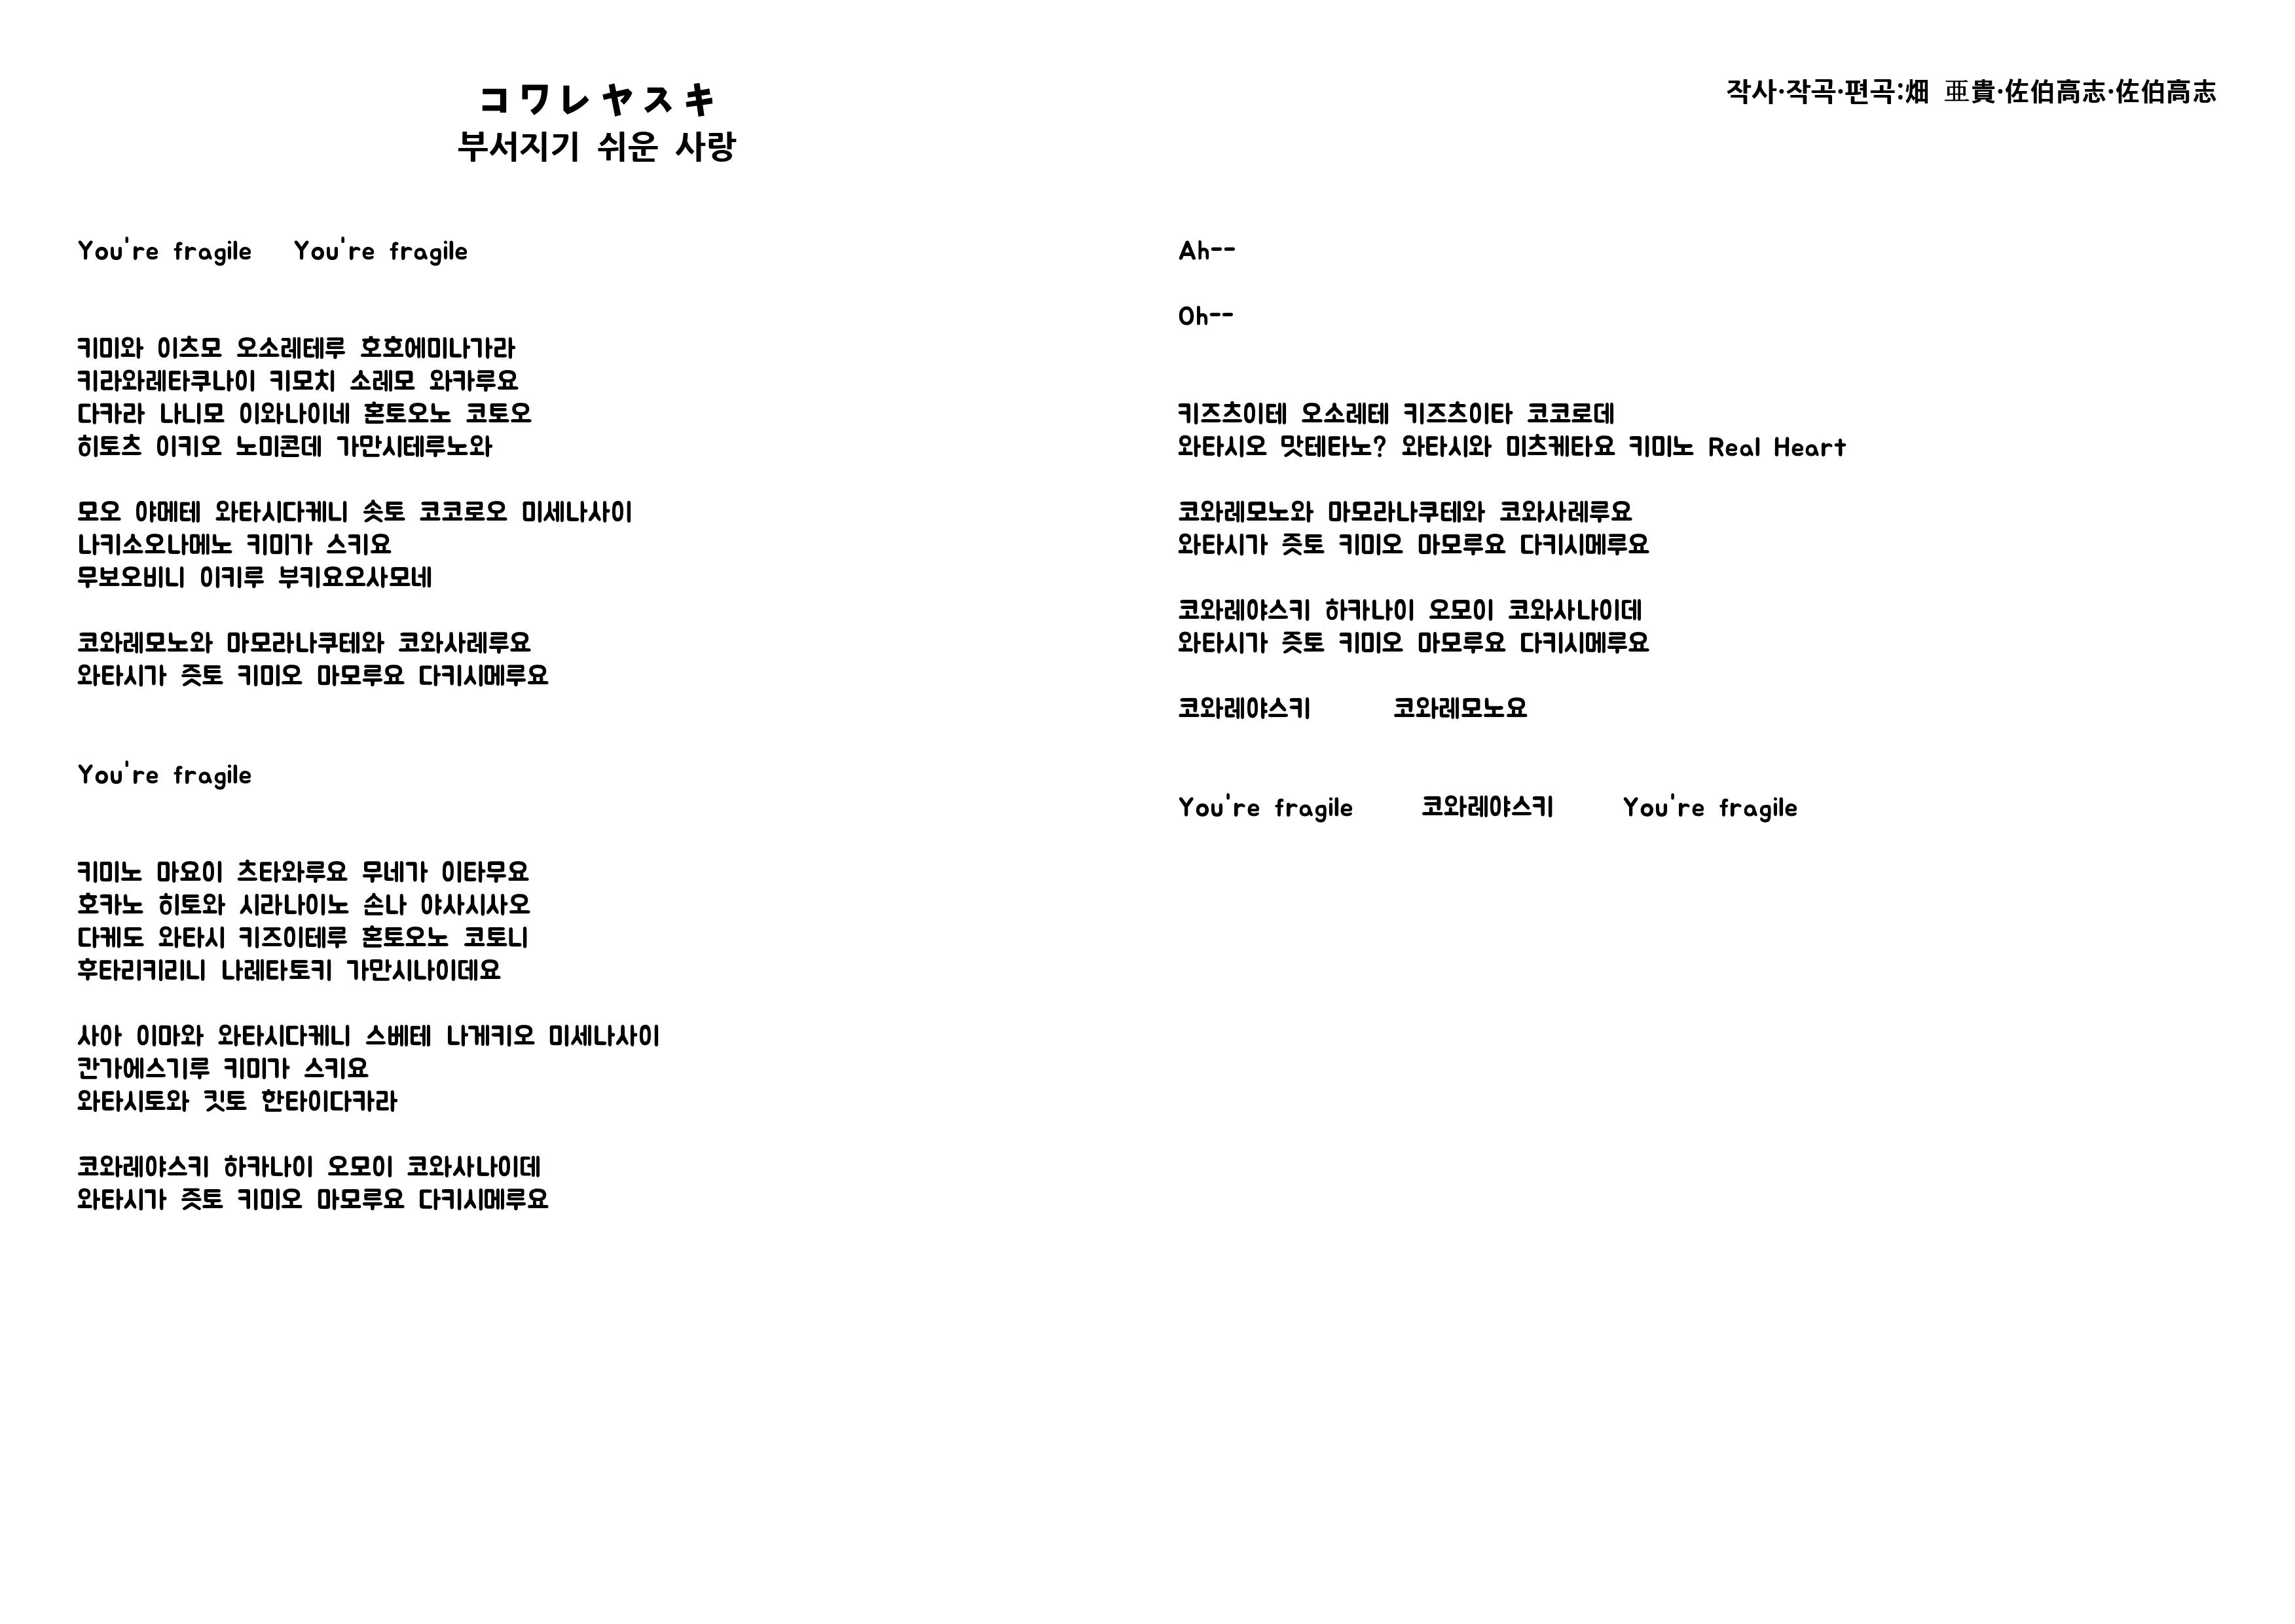 コワレヤスキ
부서지기 쉬운 사랑
작사·작곡·편곡:畑 亜貴·佐伯高志·佐伯高志
You're fragile You're fragile
키미와 이츠모 오소레테루 호호에미나가라
키라와레타쿠나이 키모치 소레모 와카루요
다카라 나니모 이와나이네 혼토오노 코토오
히토츠 이키오 노미콘데 가만시테루노와
모오 야메테 와타시다케니 솟토 코코로오 미세나사이
나키소오나메노 키미가 스키요
무보오비니 이키루 부키요오사모네
코와레모노와 마모라나쿠테와 코와사레루요
와타시가 즛토 키미오 마모루요 다키시메루요
You're fragile
키미노 마요이 츠타와루요 무네가 이타무요
호카노 히토와 시라나이노 손나 야사시사오
다케도 와타시 키즈이테루 혼토오노 코토니
후타리키리니 나레타토키 가만시나이데요
사아 이마와 와타시다케니 스베테 나게키오 미세나사이
칸가에스기루 키미가 스키요
와타시토와 킷토 한타이다카라
코와레야스키 하카나이 오모이 코와사나이데
와타시가 즛토 키미오 마모루요 다키시메루요
Ah--
Oh--
키즈츠이테 오소레테 키즈츠이타 코코로데
와타시오 맛테타노? 와타시와 미츠케타요 키미노 Real Heart
코와레모노와 마모라나쿠테와 코와사레루요
와타시가 즛토 키미오 마모루요 다키시메루요
코와레야스키 하카나이 오모이 코와사나이데
와타시가 즛토 키미오 마모루요 다키시메루요
코와레야스키 코와레모노요
You're fragile 코와레야스키 You're fragile